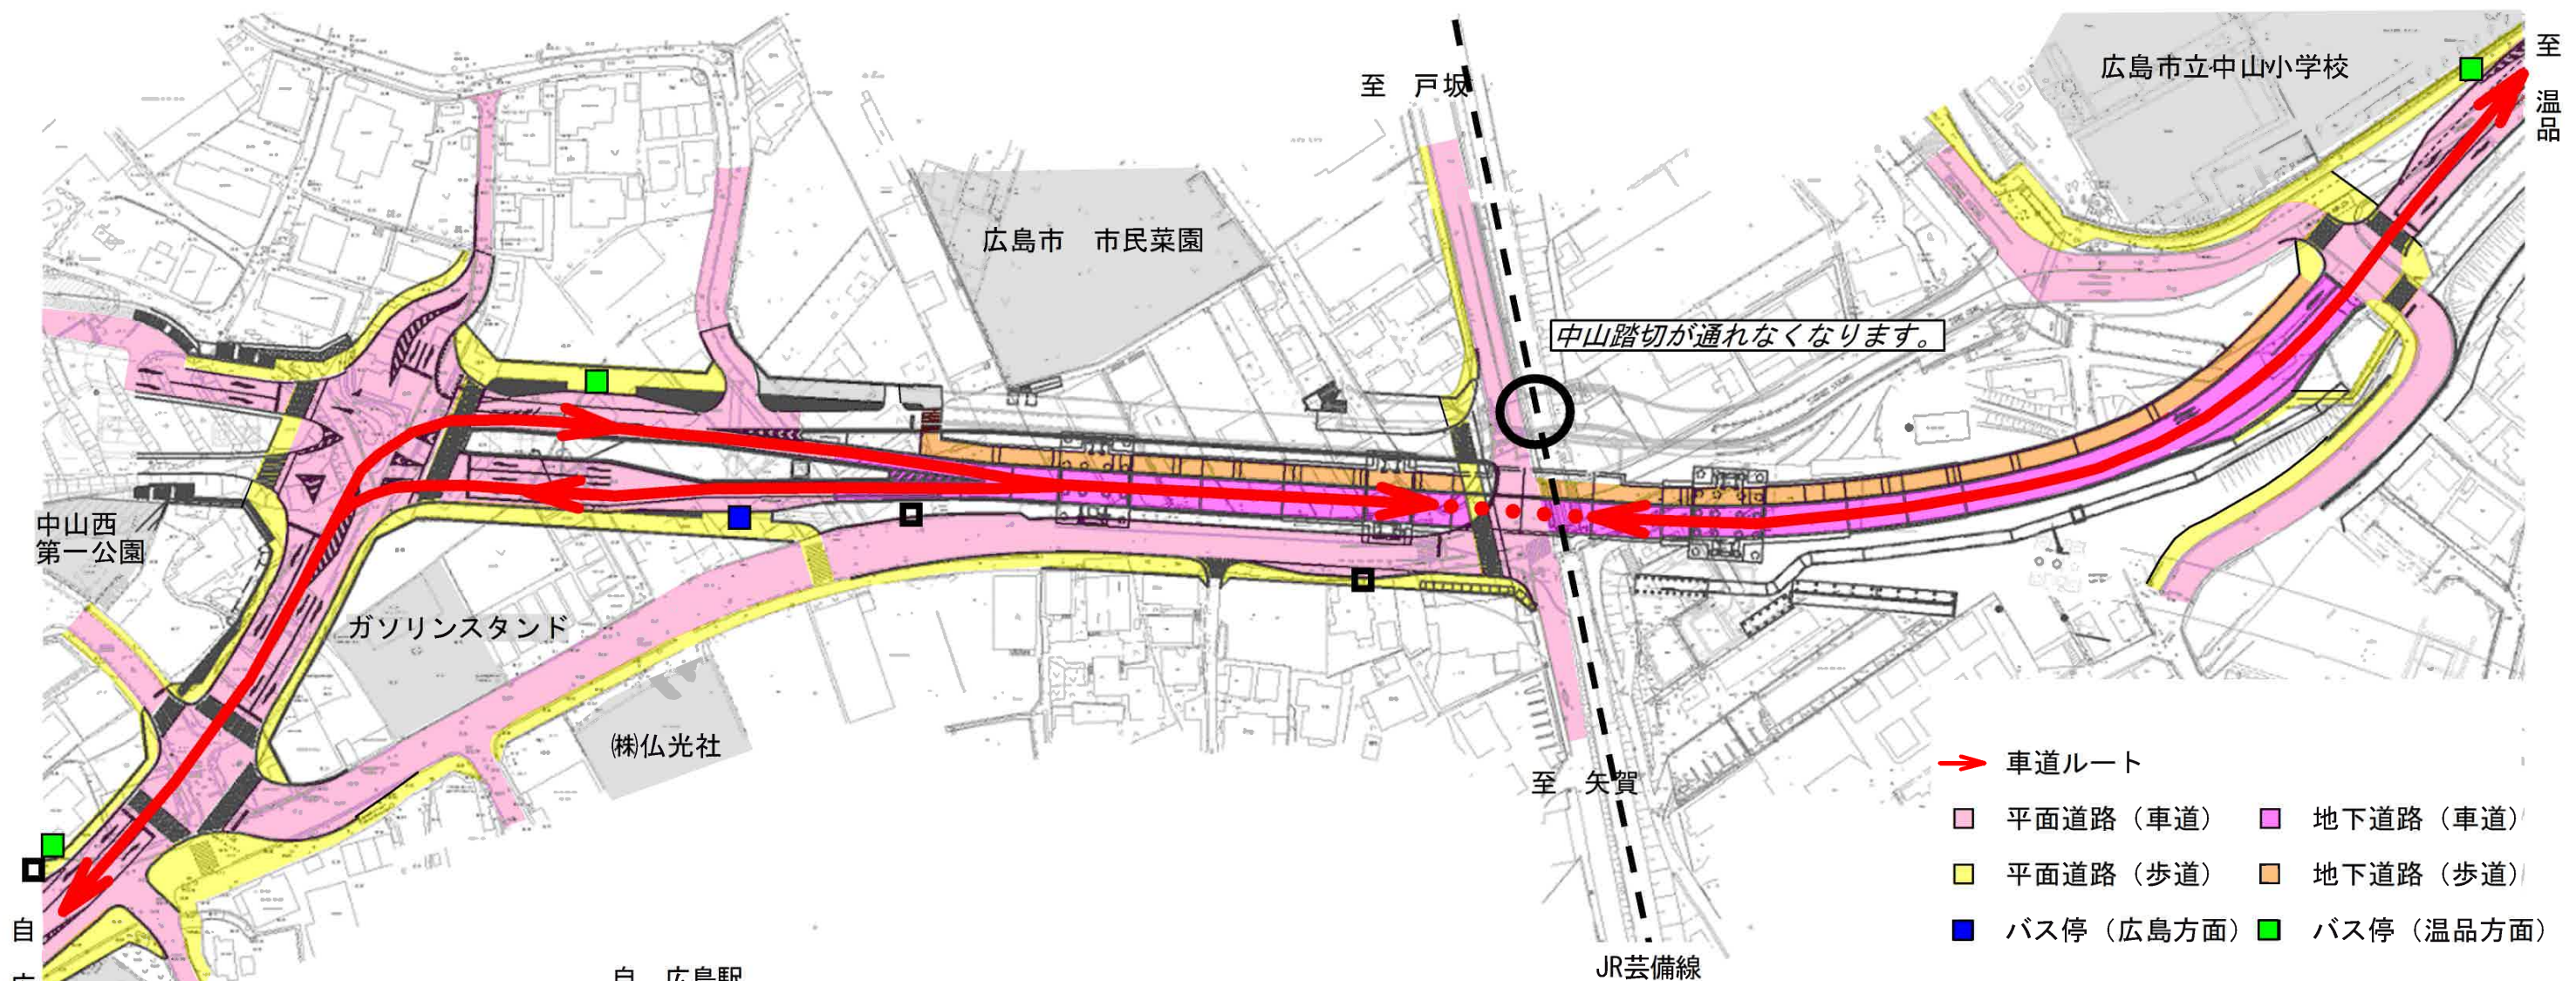 至 戸坂
広島市立中山小学校
至 温品
広島市 市民菜園
中山踏切が通れなくなります。
中山西
第一公園
ガソリンスタンド
㈱仏光社
至 矢賀
車道ルート
平面道路（車道）
地下道路（車道）
平面道路（歩道）
地下道路（歩道）
バス停（広島方面）
バス停（温品方面）
自
JR芸備線
自 広島駅